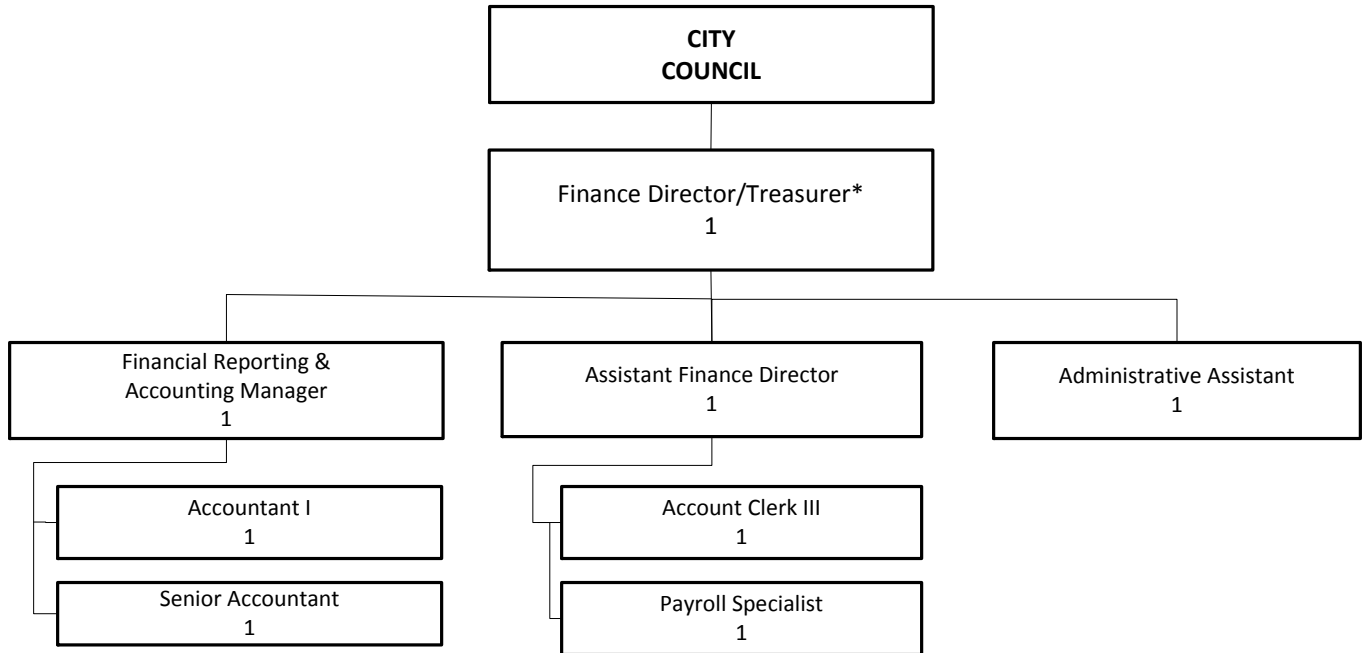 CITY
COUNCIL
Finance Director/Treasurer*
1
Financial Reporting &
Accounting Manager
1
Assistant Finance Director
1
Administrative Assistant
1
Accountant I
1
Senior Accountant
1
Account Clerk III
1
Payroll Specialist
1